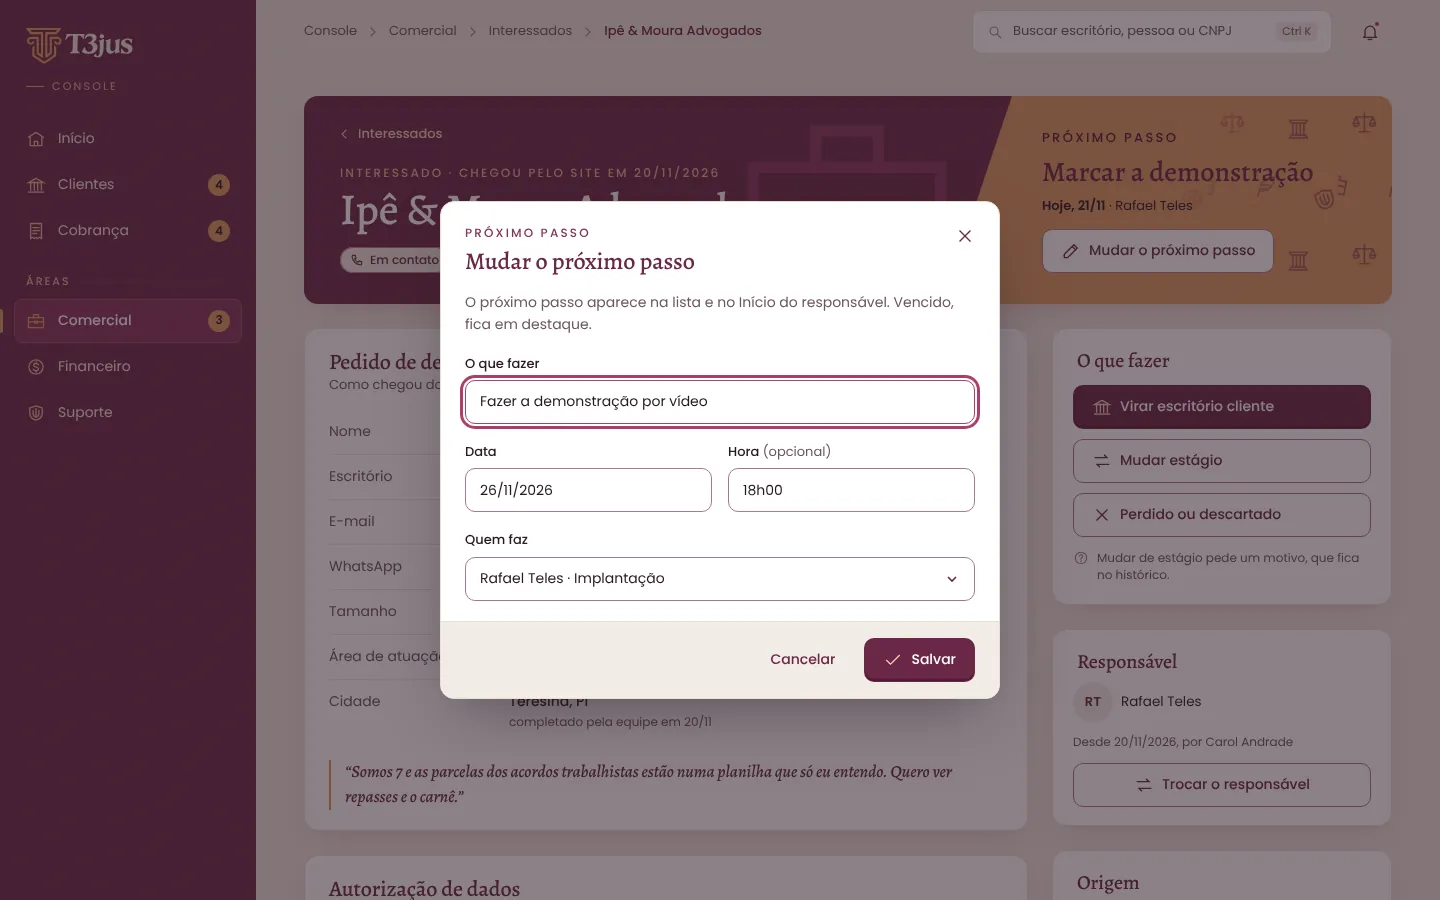 T3jus
CONSOLE
Início
Clientes 4
Cobrança 4
ÁREAS
Comercial 3
Financeiro
Suporte
Console > Comercial > Interessados > Ipê & Moura Advogados
Buscar escritório, pessoa ou CNPJ Ctrl K
Interessados
INTERESSADO · CHEGOU PELO SITE EM 20/11/2026
Ipê &
Em contato
PRÓXIMO PASSO
Marcar a demonstração
Hoje, 21/11 · Rafael Teles
Mudar o próximo passo
PRÓXIMO PASSO
Mudar o próximo passo
O próximo passo aparece na lista e no Início do responsável. Vencido,
fica em destaque.
O que fazer
Fazer a demonstração por vídeo
Data
26/11/2026
Hora (opcional)
18h00
Quem faz
Rafael Teles · Implantação
Cancelar
Salvar
Pedido de de
Como chegou do
Nome
Escritório
E-mail
WhatsApp
Tamanho
Área de atuaçã
Cidade
Teresina, PI
completado pela equipe em 20/11
“Somos 7 e as parcelas dos acordos trabalhistas estão numa planilha que só eu entendo. Quero ver
repasses e o carnê.”
Autorização de dados
O que fazer
Virar escritório cliente
Mudar estágio
Perdido ou descartado
Mudar de estágio pede um motivo, que fica
no histórico.
Responsável
RT Rafael Teles
Desde 20/11/2026, por Carol Andrade
Trocar o responsável
Origem